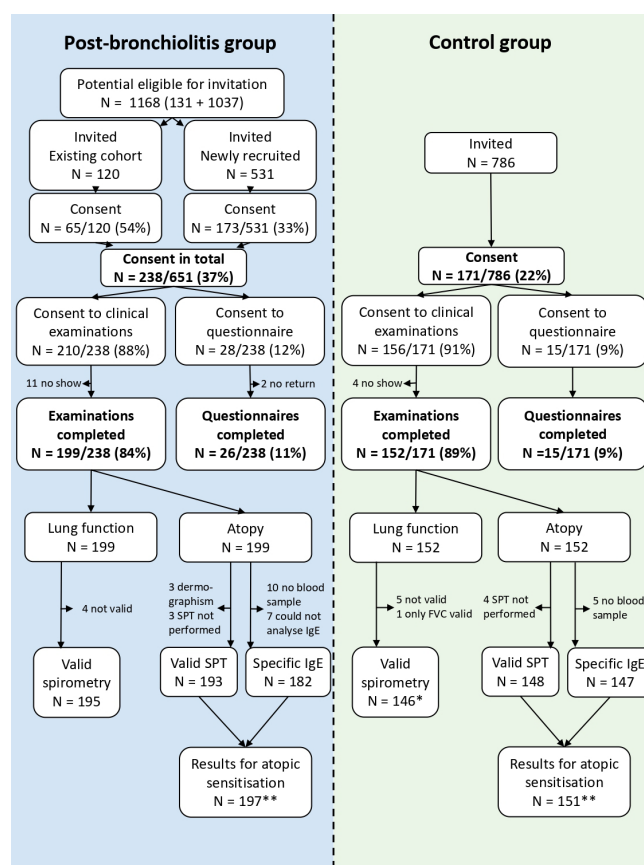 Post-bronchiolitis group
Potential eligible for invitation
N = 1168 (131 + 1037)
Invited
Existing cohort
N = 120
Invited
Newly recruited
N = 531
Consent
N = 65/120 (54%)
Consent
N = 173/531 (33%)
Consent in total
N = 238/651 (37%)
Consent to clinical
examinations
N = 210/238 (88%)
Consent to
questionnaire
N = 28/238 (12%)
11 no show
2 no return
Examinations
completed
N = 199/238 (84%)
Questionnaires
completed
N = 26/238 (11%)
Lung function
N = 199
Atopy
N = 199
4 not valid
3 dermo-
graphism
3 SPT not
performed
10 no blood
sample
7 could not
analyse IgE
Valid
spirometry
N = 195
Valid SPT
N = 193
Specific IgE
N = 182
Results for atopic
sensitisation
N = 197**
Control group
Invited
N = 786
Consent
N = 171/786 (22%)
Consent to clinical
examinations
N = 156/171 (91%)
Consent to
questionnaire
N = 15/171 (9%)
4 no show
Examinations
completed
N = 152/171 (89%)
Questionnaires
completed
N =15/171 (9%)
Lung function
N = 152
Atopy
N = 152
5 not valid
1 only FVC valid
4 SPT not
performed
5 no blood
sample
Valid
spirometry
N = 146*
Valid SPT
N = 148
Specific IgE
N = 147
Results for atopic
sensitisation
N = 151**